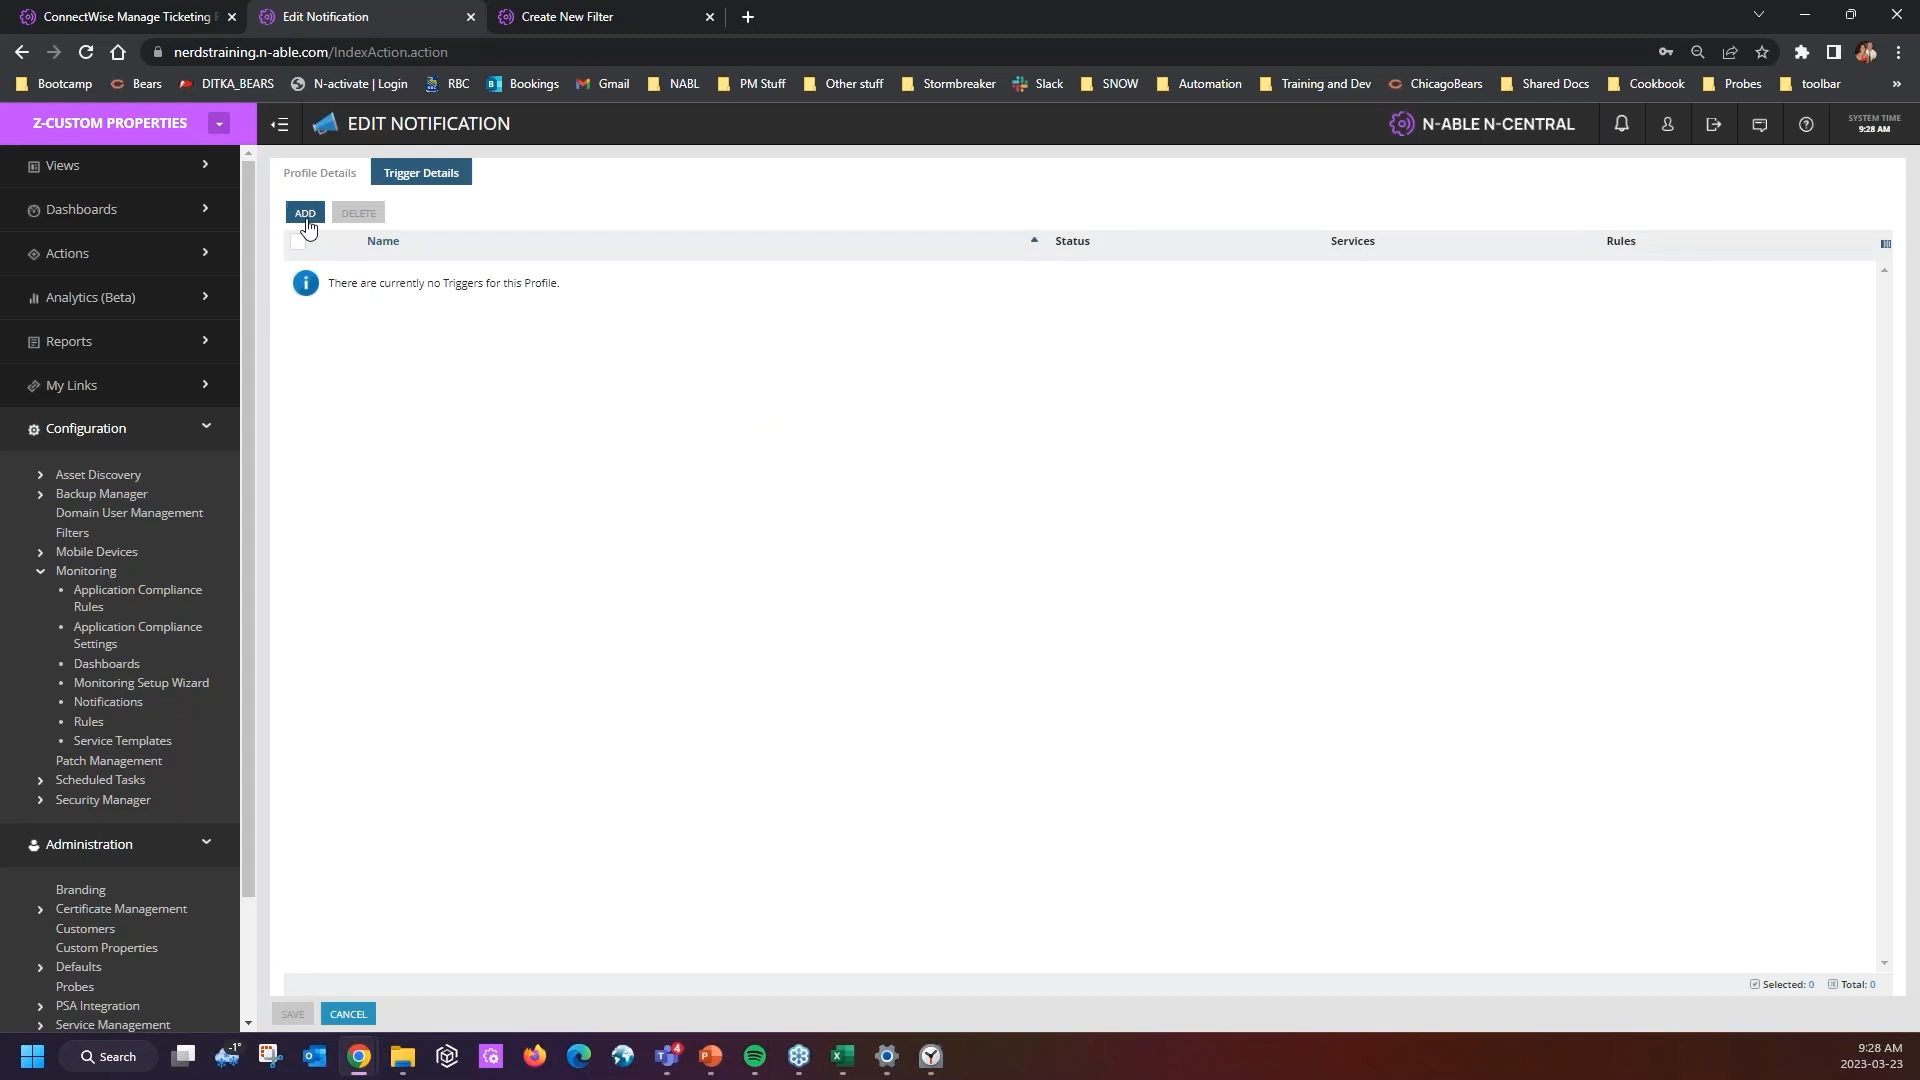 ConnectWise Manage Ticketing
Edit Notification
Create New Filter
nerdstraining.n-able.com/IndexAction.action
Bootcamp
Bears
DITKA_BEARS
N-activate | Login
RBC
Bookings
Gmail
NABL
PM Stuff
Other stuff
Stormbreaker
Slack
SNOW
Automation
Training and Dev
ChicagoBears
Shared Docs
Cookbook
Probes
toolbar
»
Z-CUSTOM PROPERTIES
EDIT NOTIFICATION
N-ABLE N-CENTRAL
SYSTEM TIME
9:28 AM
Views
Dashboards
Actions
Analytics (Beta)
Reports
My Links
Configuration
Asset Discovery
Backup Manager
Domain User Management
Filters
Mobile Devices
Monitoring
Application Compliance
Rules
Application Compliance
Settings
Dashboards
Monitoring Setup Wizard
Notifications
Rules
Service Templates
Patch Management
Scheduled Tasks
Security Manager
Administration
Branding
Certificate Management
Customers
Custom Properties
Defaults
Probes
PSA Integration
Service Management
Profile Details
Trigger Details
ADD
DELETE
Name
Status
Services
Rules
There are currently no Triggers for this Profile.
Selected: 0
Total: 0
SAVE
CANCEL
Search
-1°
4
9:28 AM
2023-03-23